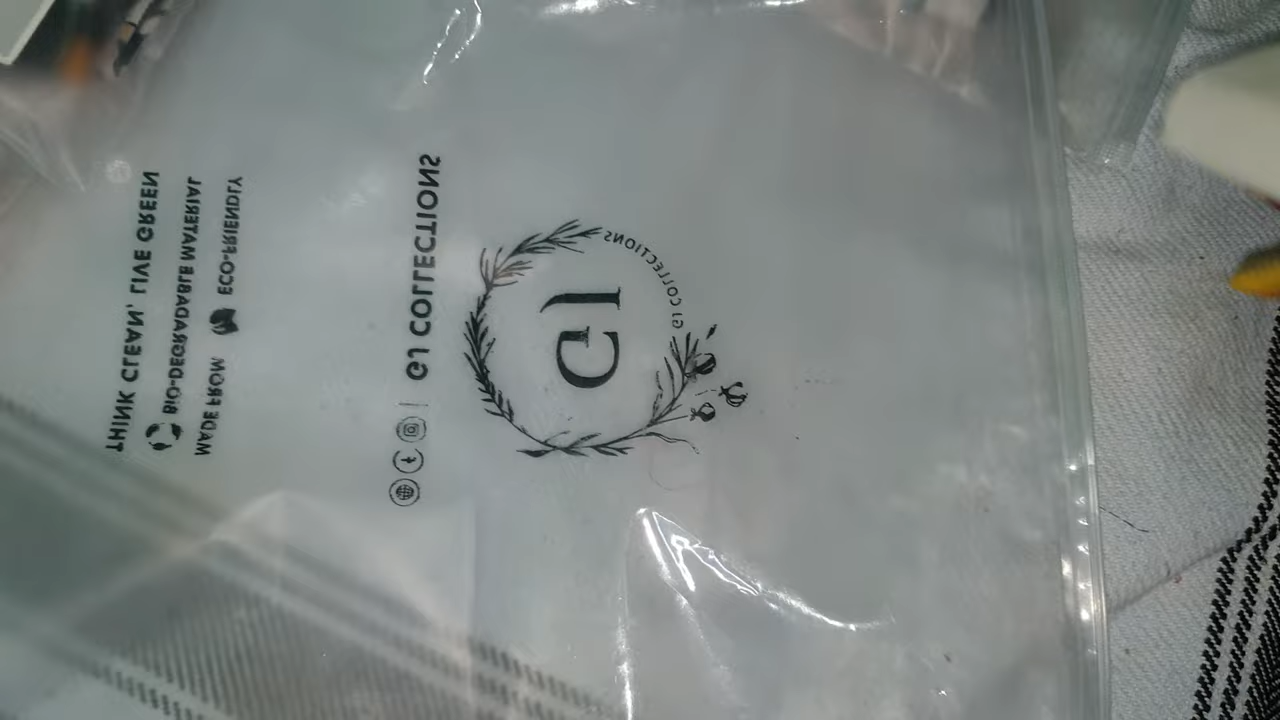 G1 COLLECTIONS
G1
| G1 COLLECTIONS
MADE FROM ECO-FRIENDLY
BIO-DEGRADABLE MATERIAL
THINK CLEAN, LIVE GREEN